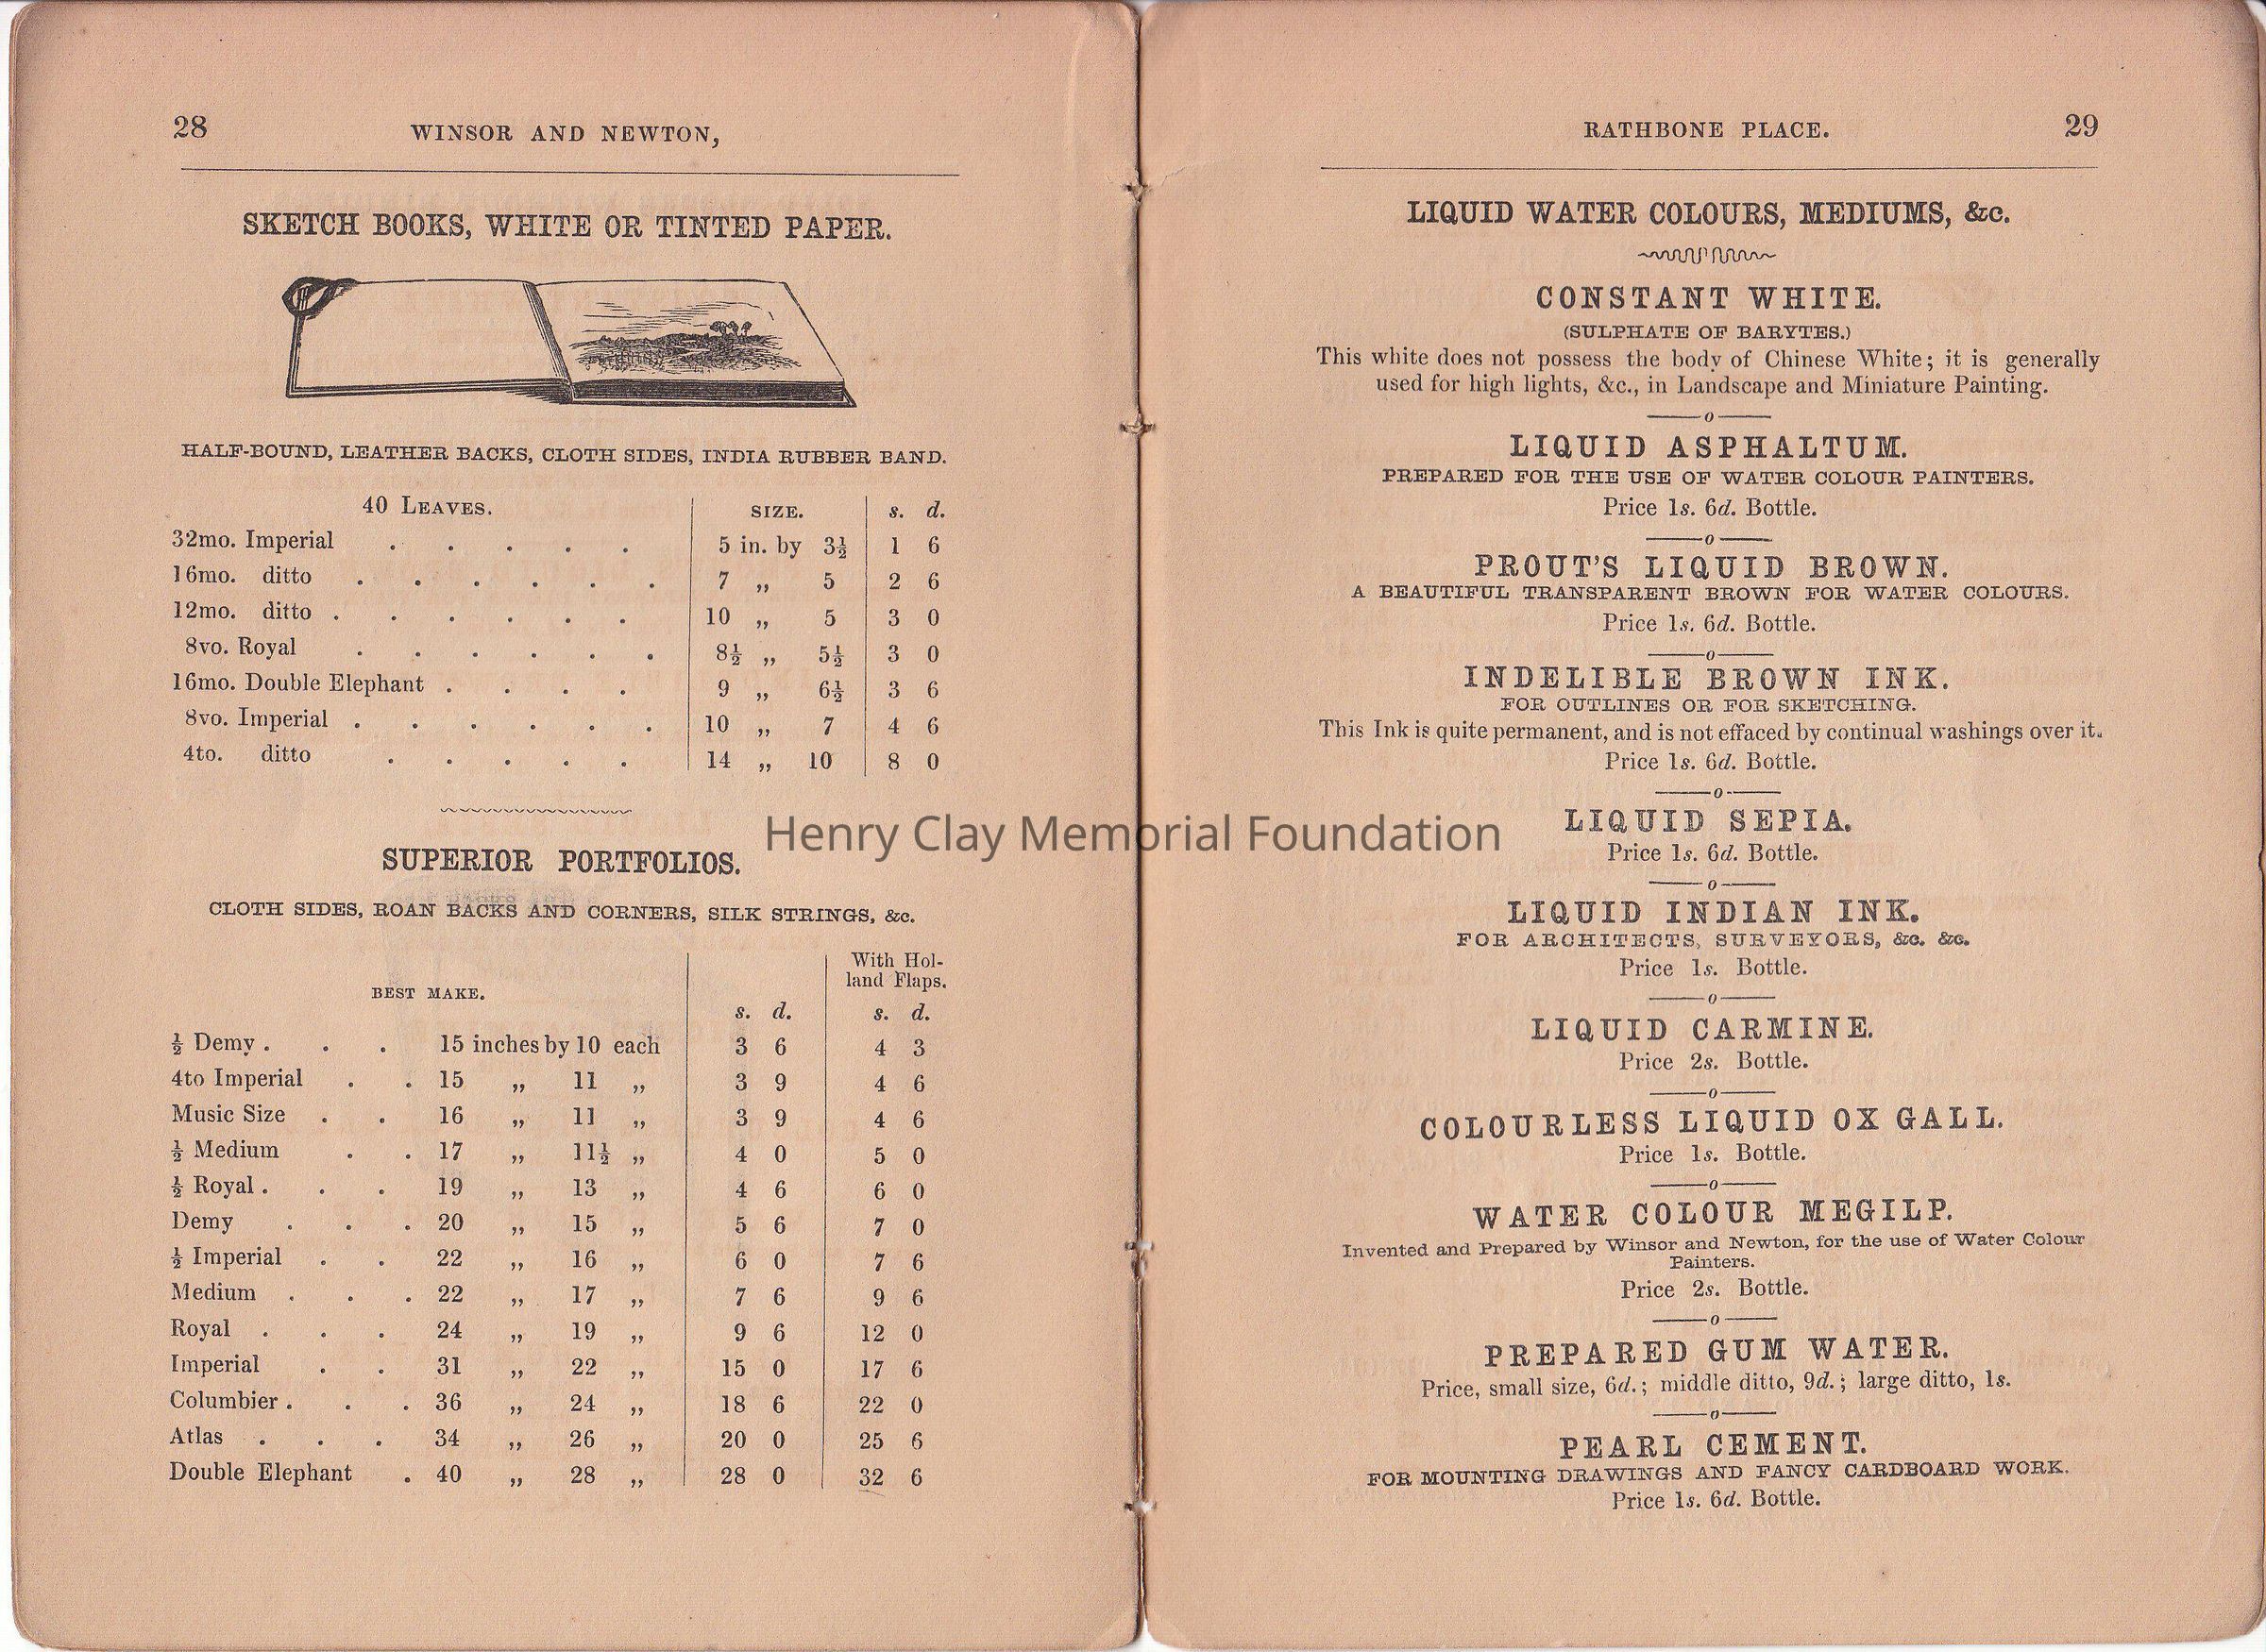 28
WINSOR AND NEWTON,
SKETCH BOOKS, WHITE OR TINTED PAPER.
HALF-BOUND, LEATHER BACKS, CLOTH SIDES, INDIA RUBBER BAND.
40 LEAVES. SIZE. s. d.
32mo. Imperial . . . . . 5 in. by 3½ 1 6
16mo. ditto . . . . . . 7 „ 5 2 6
12mo. ditto . . . . . . 10 „ 5 3 0
8vo. Royal . . . . . . 8½ „ 5½ 3 0
16mo. Double Elephant . . . . 9 „ 6½ 3 6
8vo. Imperial . . . . . . 10 „ 7 4 6
4to. ditto . . . . . 14 „ 10 8 0
SUPERIOR PORTFOLIOS.
CLOTH SIDES, ROAN BACKS AND CORNERS, SILK STRINGS, &c.
With Hol-
land Flaps.
BEST MAKE.
s. d. s. d.
½ Demy . . . 15 inches by 10 each 3 6 4 3
4to Imperial . . 15 „ 11 „ 3 9 4 6
Music Size . . 16 „ 11 „ 3 9 4 6
½ Medium . . 17 „ 11½ „ 4 0 5 0
½ Royal . . . 19 „ 13 „ 4 6 6 0
Demy . . . 20 „ 15 „ 5 6 7 0
½ Imperial . . 22 „ 16 „ 6 0 7 6
Medium . . . 22 „ 17 „ 7 6 9 6
Royal . . . 24 „ 19 „ 9 6 12 0
Imperial . . 31 „ 22 „ 15 0 17 6
Columbier . . . 36 „ 24 „ 18 6 22 0
Atlas . . . 34 „ 26 „ 20 0 25 6
Double Elephant . 40 „ 28 „ 28 0 32 6
Henry Clay Memorial Foundation
RATHBONE PLACE.
29
LIQUID WATER COLOURS, MEDIUMS, &c.
CONSTANT WHITE.
(SULPHATE OF BARYTES.)
This white does not possess the body of Chinese White; it is generally
used for high lights, &c., in Landscape and Miniature Painting.
LIQUID ASPHALTUM.
PREPARED FOR THE USE OF WATER COLOUR PAINTERS.
Price 1s. 6d. Bottle.
PROUT'S LIQUID BROWN.
A BEAUTIFUL TRANSPARENT BROWN FOR WATER COLOURS.
Price 1s. 6d. Bottle.
INDELIBLE BROWN INK.
FOR OUTLINES OR FOR SKETCHING.
This Ink is quite permanent, and is not effaced by continual washings over it.
Price 1s. 6d. Bottle.
LIQUID SEPIA.
Price 1s. 6d. Bottle.
LIQUID INDIAN INK.
FOR ARCHITECTS, SURVEYORS, &c. &c.
Price 1s. Bottle.
LIQUID CARMINE.
Price 2s. Bottle.
COLOURLESS LIQUID OX GALL.
Price 1s. Bottle.
WATER COLOUR MEGILP.
Invented and Prepared by Winsor and Newton, for the use of Water Colour
Painters.
Price 2s. Bottle.
PREPARED GUM WATER.
Price, small size, 6d.; middle ditto, 9d.; large ditto, 1s.
PEARL CEMENT.
FOR MOUNTING DRAWINGS AND FANCY CARDBOARD WORK.
Price 1s. 6d. Bottle.